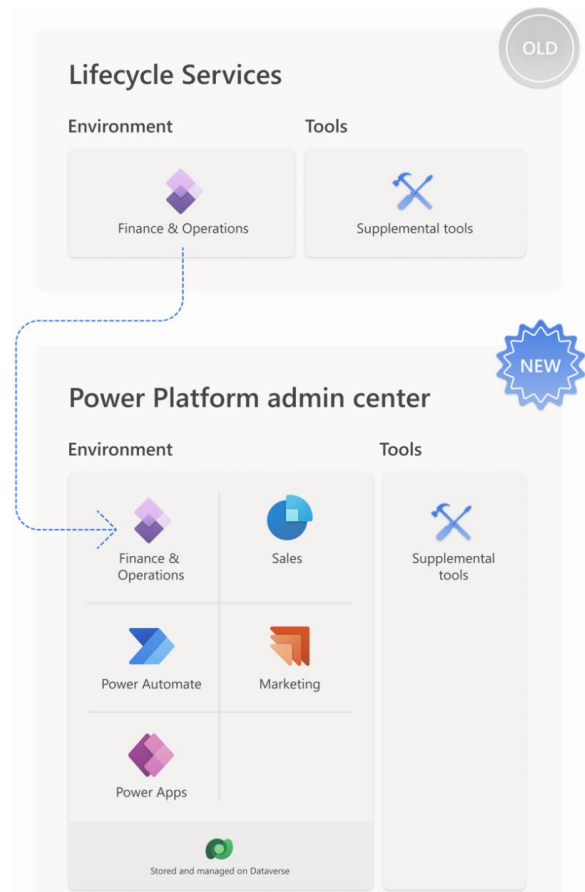 OLD
Lifecycle Services
Environment
Tools
Finance & Operations
Supplemental tools
NEW
Power Platform admin center
Environment
Tools
Finance &
Operations
Sales
Supplemental
tools
Power Automate
Marketing
Power Apps
Stored and managed on Dataverse